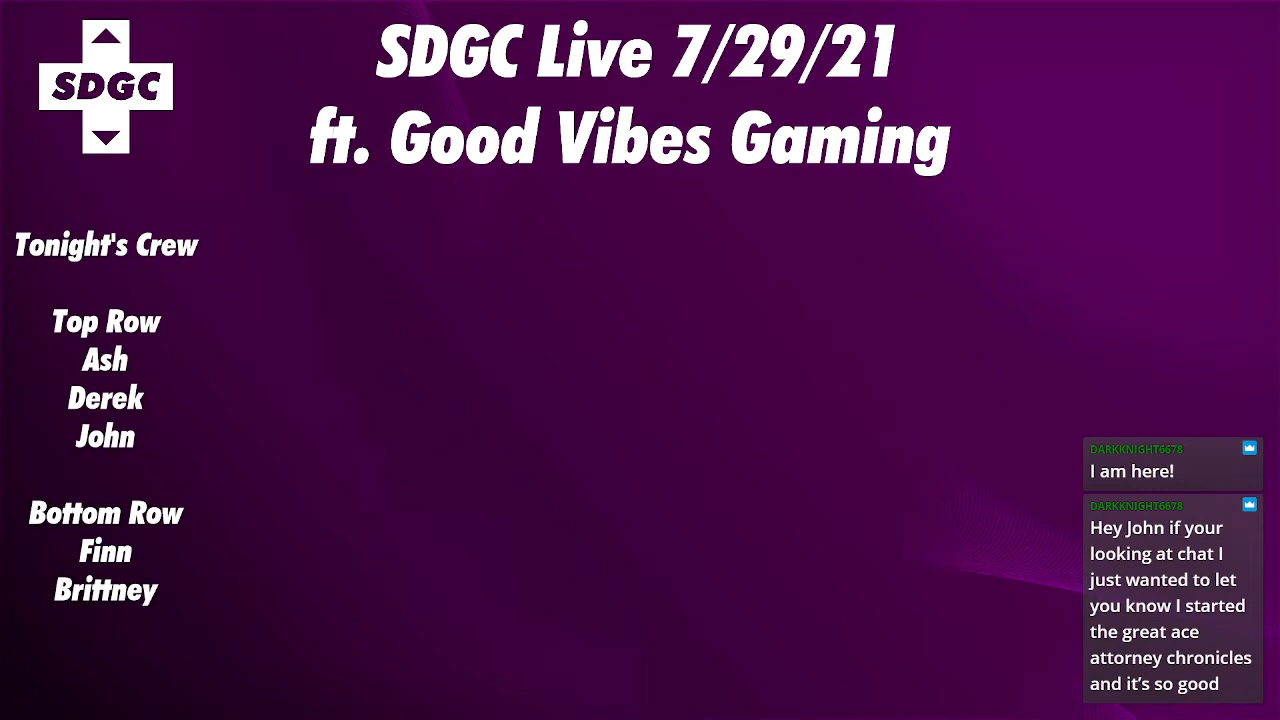 SDGC
SDGC Live 7/29/21
ft. Good Vibes Gaming
Tonight's Crew
Top Row
Ash
Derek
John
Bottom Row
Finn
Brittney
DARKKNIGHT6678
I am here!
DARKKNIGHT6678
Hey John if your
looking at chat I
just wanted to let
you know I started
the great ace
attorney chronicles
and it’s so good